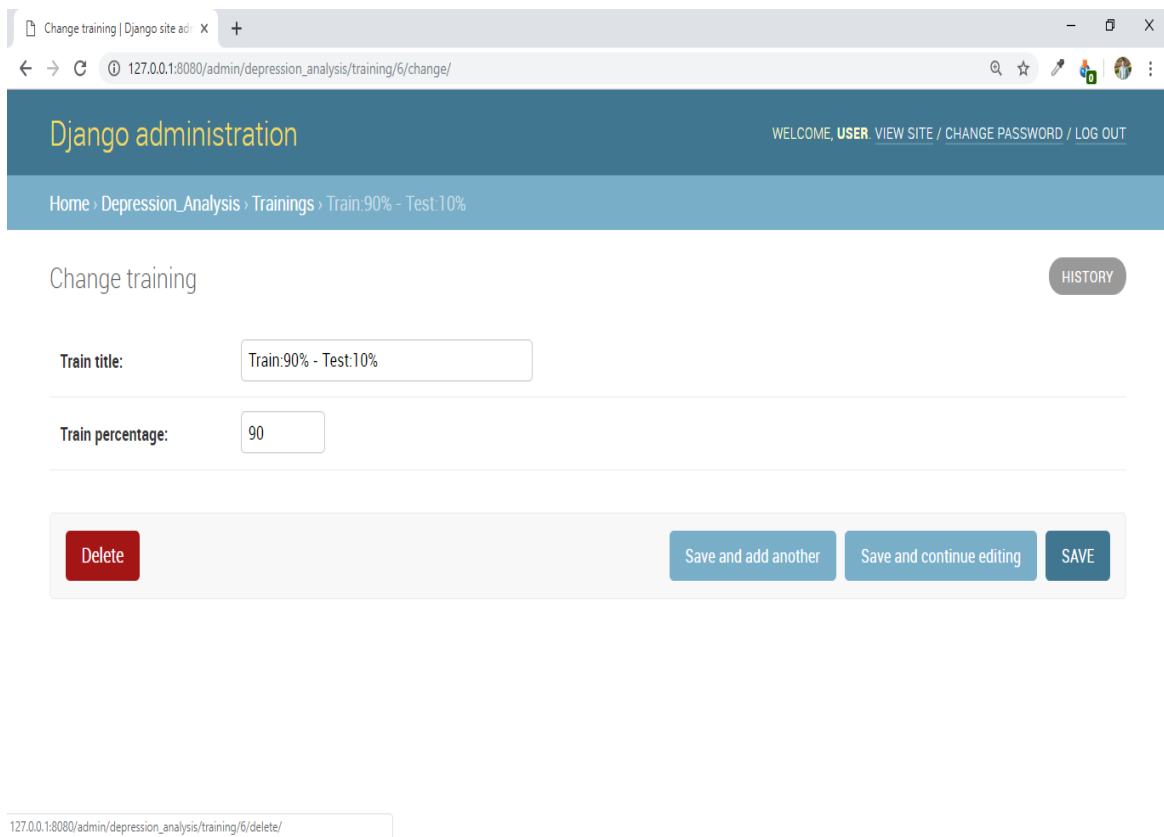 Change training | Django site adr
127.0.0.1:8080/admin/depression_analysis/training/6/change/
0
Django administration
WELCOME, USER. VIEW SITE / CHANGE PASSWORD / LOG OUT
Home › Depression_Analysis › Trainings › Train:90% - Test:10%
Change training
HISTORY
Train title:
Train:90% - Test:10%
Train percentage:
90
Delete
Save and add another
Save and continue editing
SAVE
127.0.0.1:8080/admin/depression_analysis/training/6/delete/